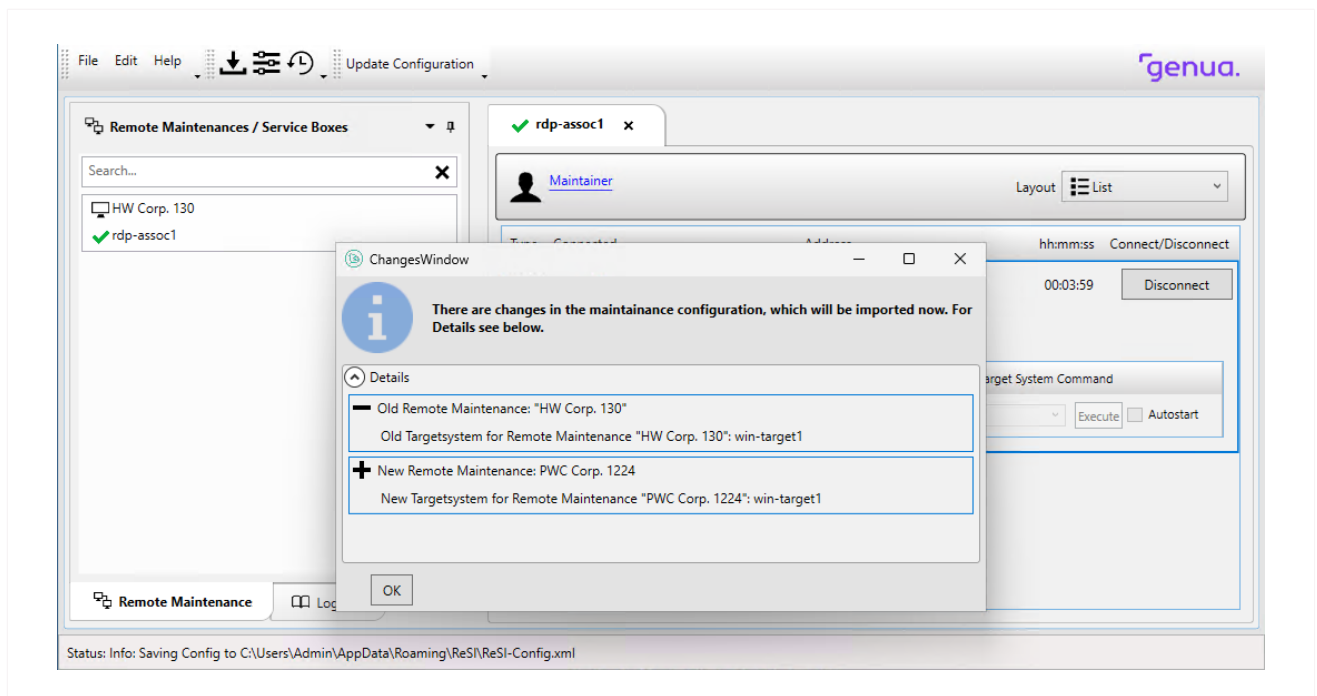 File Edit Help Update Configuration
genua.
Remote Maintenances / Service Boxes
Search...
HW Corp. 130
rdp-assoc1
rdp-assoc1 x
Maintainer
Layout List
Type Connected Address hh:mm:ss Connect/Disconnect
00:03:59 Disconnect
Target System Command
Execute Autostart
ChangesWindow
There are changes in the maintainance configuration, which will be imported now. For
Details see below.
Details
Old Remote Maintenance: "HW Corp. 130"
Old Targetsystem for Remote Maintenance "HW Corp. 130": win-target1
New Remote Maintenance: PWC Corp. 1224
New Targetsystem for Remote Maintenance "PWC Corp. 1224": win-target1
OK
Remote Maintenance
Status: Info: Saving Config to C:\Users\Admin\AppData\Roaming\ReSI\ReSI-Config.xml